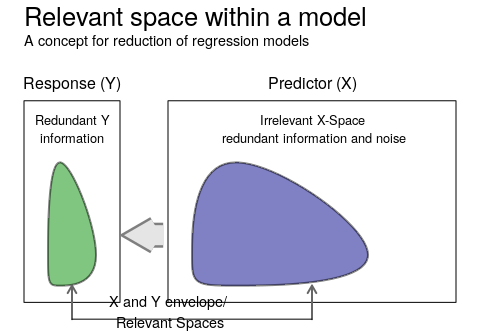 Relevant space within a model
A concept for reduction of regression models
Response (Y)
Predictor (X)
Redundant Y
information
Irrelevant X-Space
redundant information and noise
X and Y envelope/
Relevant Spaces